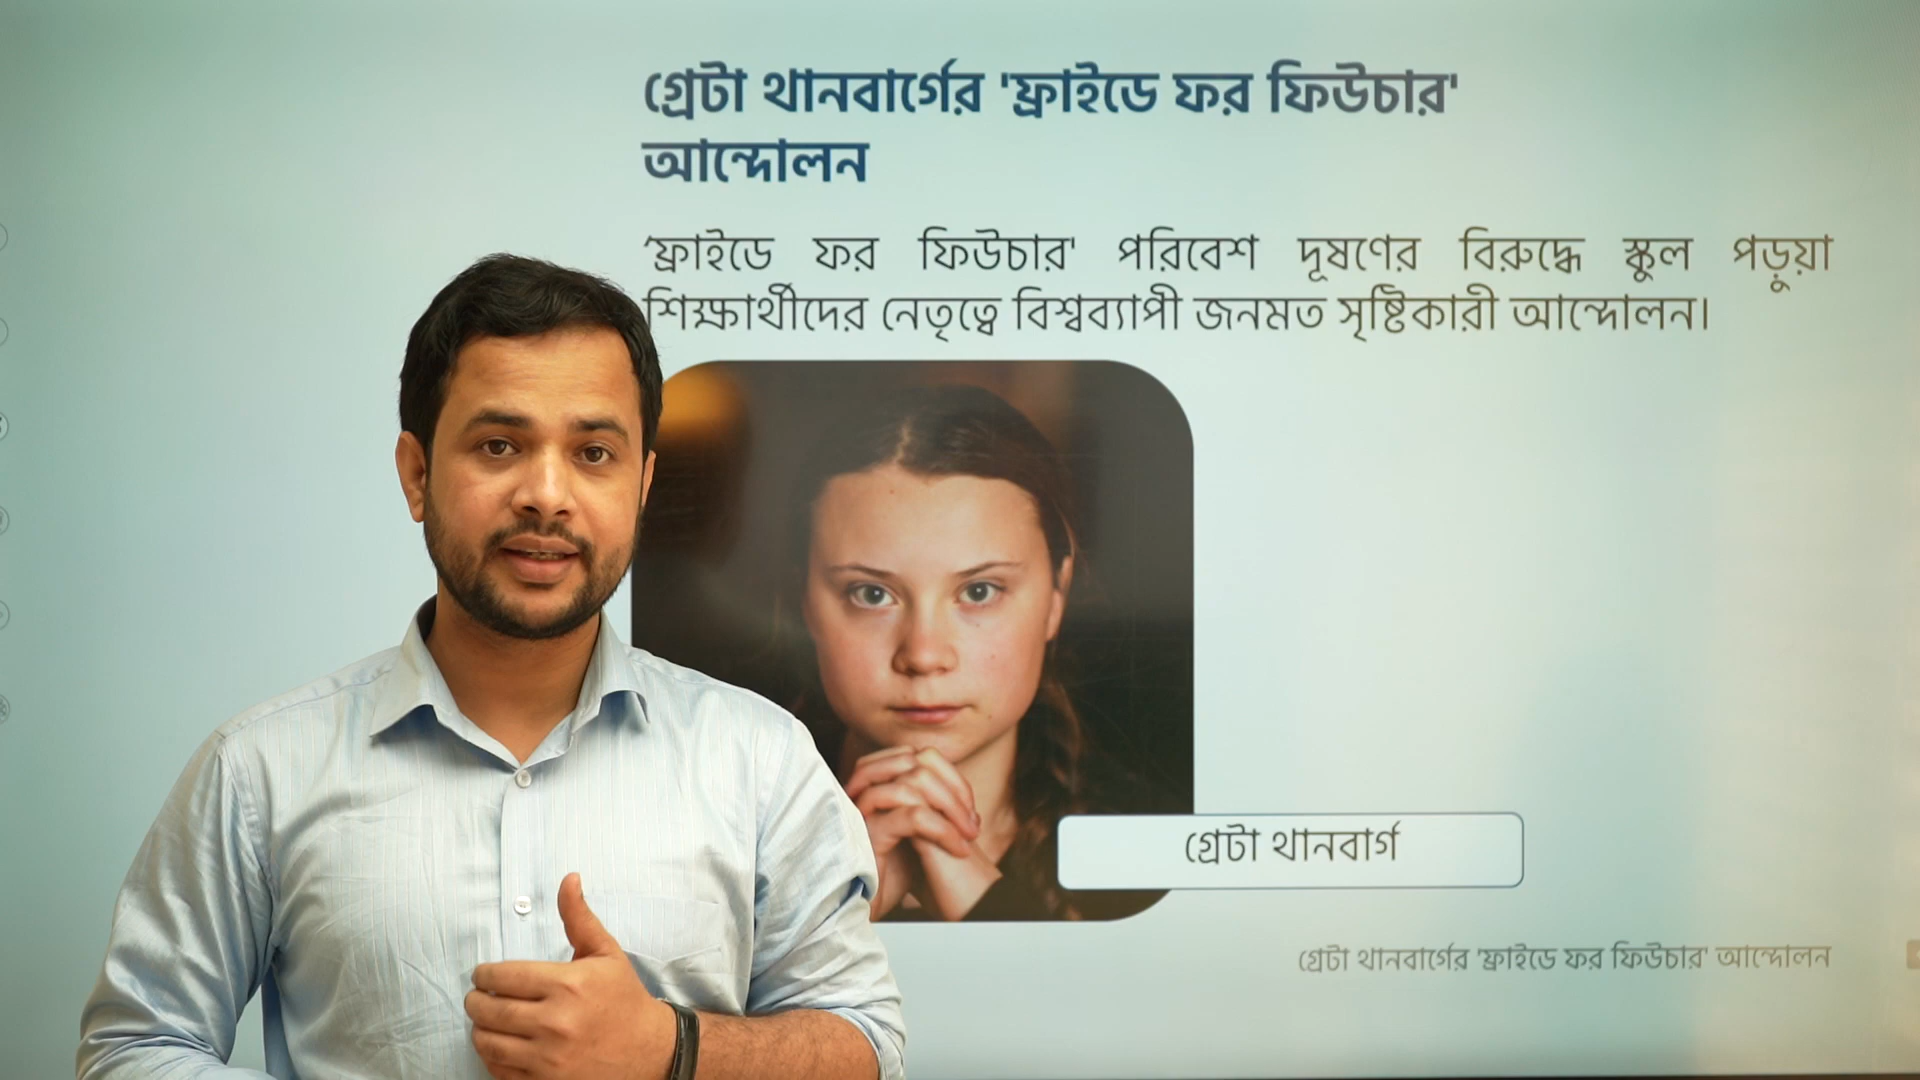 গ্রেটা থানবার্গের 'ফ্রাইডে ফর ফিউচার'
আন্দোলন
‘ফ্রাইডে ফর ফিউচার' পরিবেশ দূষণের বিরুদ্ধে স্কুল পড়ুয়া
শিক্ষার্থীদের নেতৃত্বে বিশ্বব্যাপী জনমত সৃষ্টিকারী আন্দোলন।
গ্রেটা থানবার্গ
গ্রেটা থানবার্গের 'ফ্রাইডে ফর ফিউচার' আন্দোলন